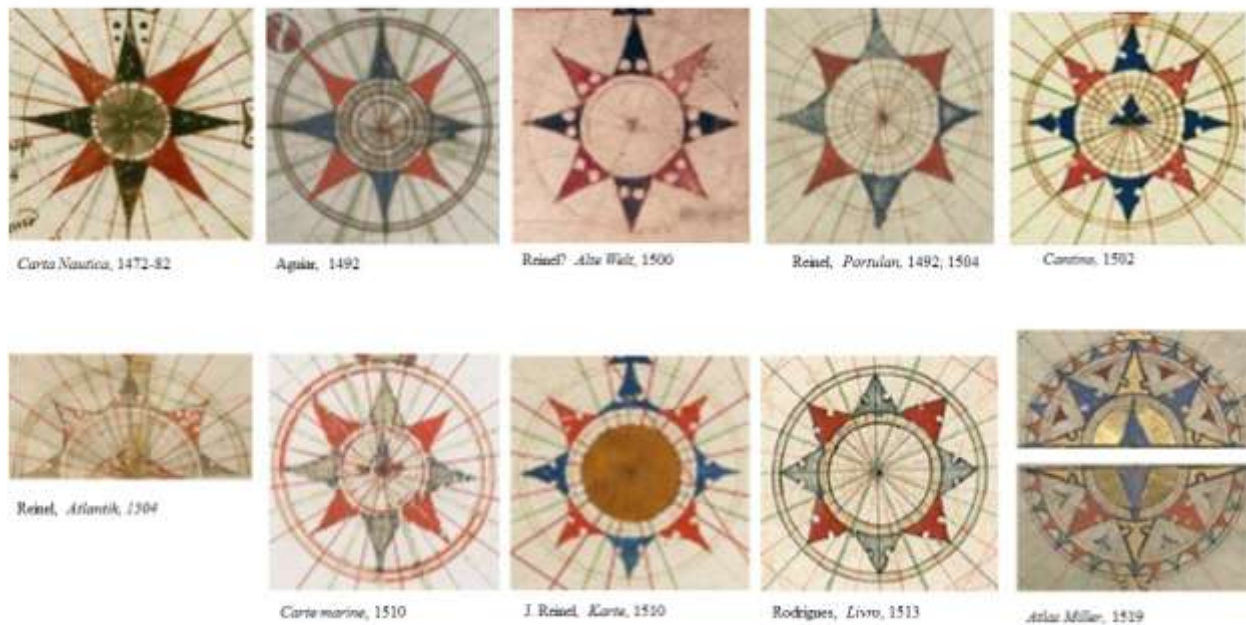 Carta Nautica, 1472-82
Aguiar, 1492
Reinel? Alte Welt, 1500
Reinel, Portulan, 1492; 1504
Cantino, 1502
Reinel, Atlantik, 1504
Carte marine, 1510
J. Reinel, Karte, 1510
Rodrigues, Livro, 1513
Atlas Miller, 1519